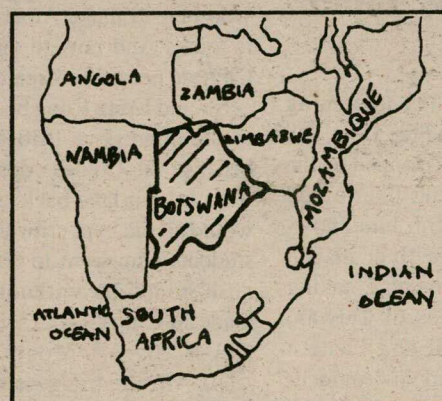 ANGOLA
ZAMBIA
NAMBIA
ZIMBABWE
MOZAMBIQUE
BOTSWANA
INDIAN
OCEAN
ATLANTIC
OCEAN
SOUTH
AFRICA